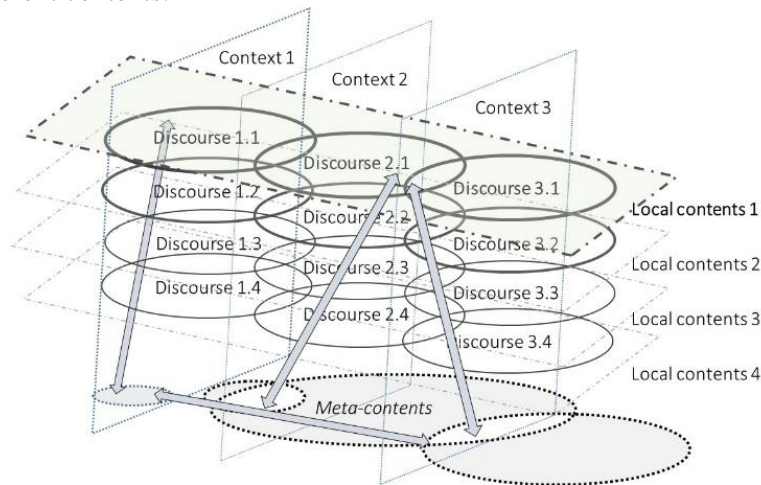 Context 1
Context 2
Context 3
Discourse 1.1
Discourse 2.1
Discourse 3.1
Discourse 1.2
Discourse 2.2
Discourse 3.2
Discourse 1.3
Discourse 2.3
Discourse 3.3
Discourse 1.4
Discourse 2.4
Discourse 3.4
Local contents 1
Local contents 2
Local contents 3
Local contents 4
Meta-contents